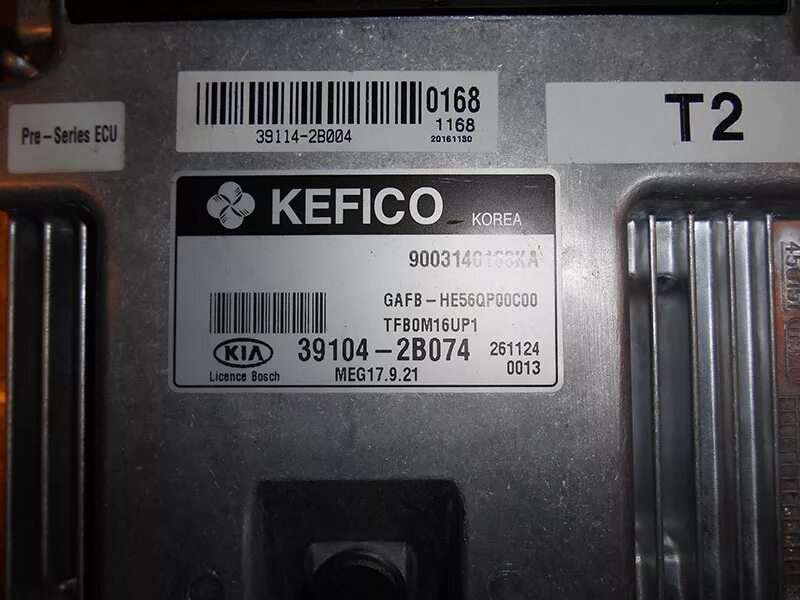 Pre-Series ECU
0168
39114-2B004
1168
20161130
T2
KEFICO KOREA
GAFB-HE56QP00C00
TFB0M16UP1
KIA 39104-2B074 261124
Licence Bosch MEG17.9.21 0013